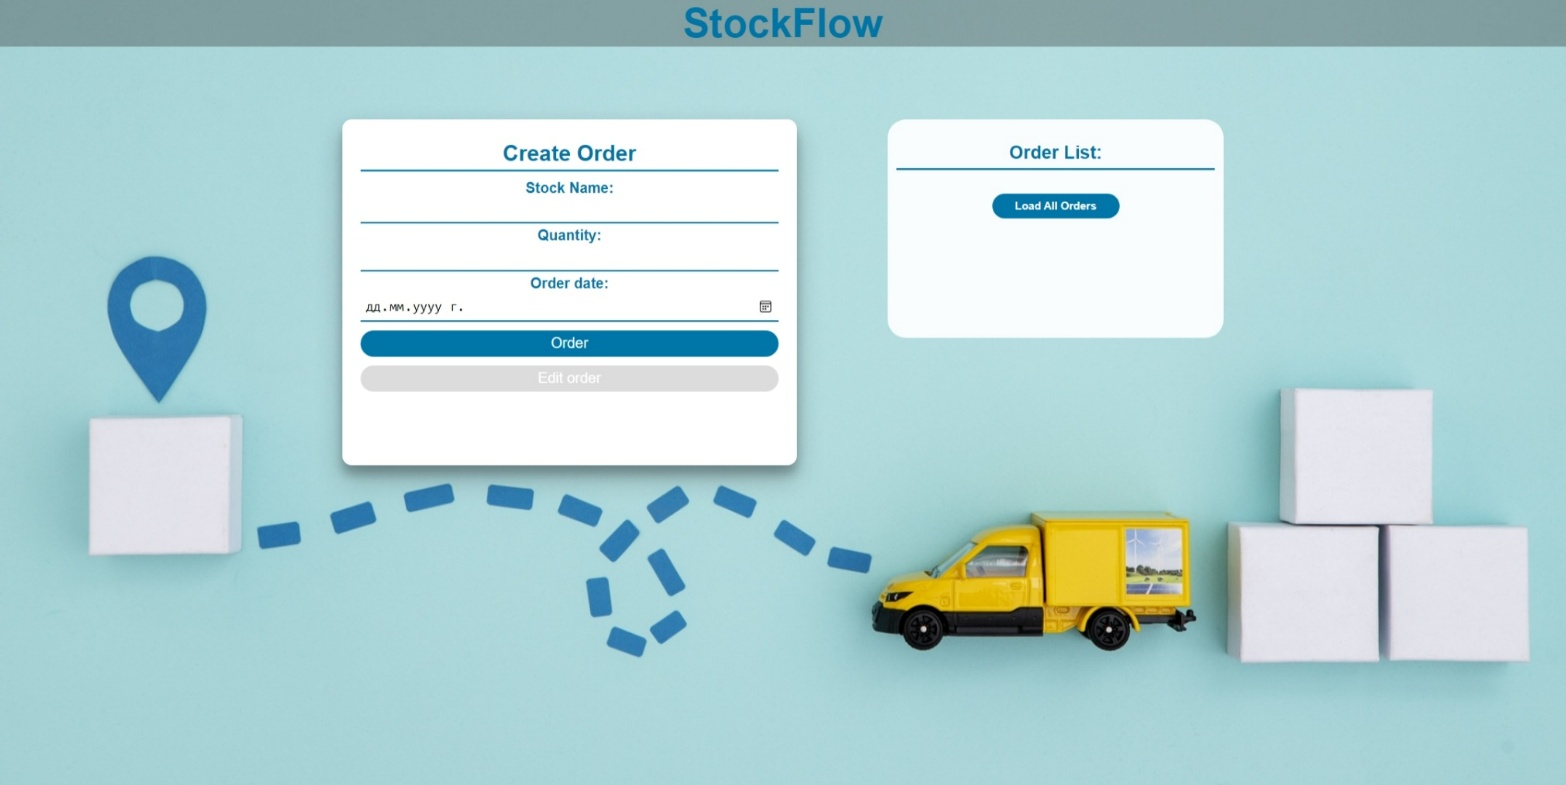 StockFlow
Create Order
Stock Name:
Quantity:
Order date:
дд.мм.уууу г.
Order
Edit order
Order List:
Load All Orders